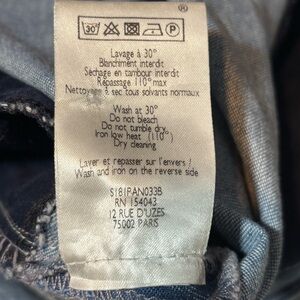 ®
30 P
Lavage à 30°
Blanchiment interdit
Séchage en tambour interdit
Repassage 110° max
Nettoyage à sec tous solvants normaux
Wash at 30°
Do not bleach
Do not tumble dry
Iron low heat (110°)
Dry cleaning
Laver et repasser sur l'envers /
Wash and iron on the reverse side
S181PAN033B
RN 154043
12 RUE D'UZES
75002 PARIS